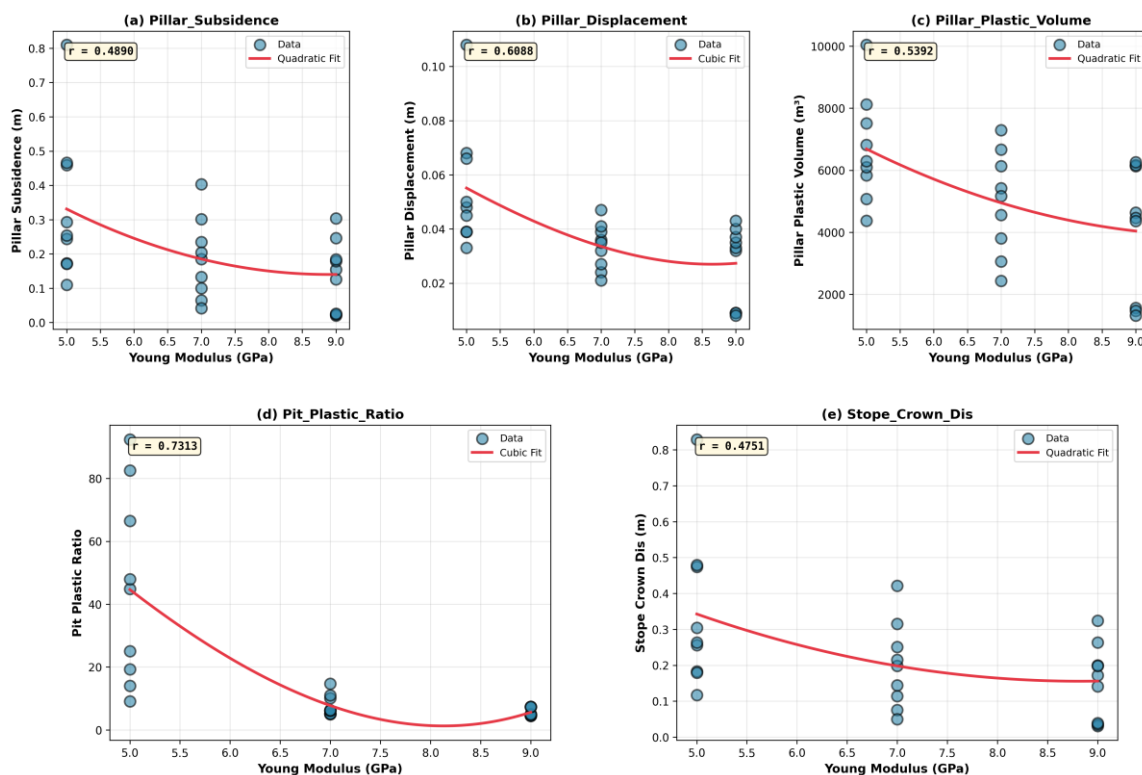 (a) Pillar_Subsidence
r = 0.4890
Data
Quadratic Fit
Pillar Subsidence (m)
0.8
0.7
0.6
0.5
0.4
0.3
0.2
0.1
0.0
5.0 5.5 6.0 6.5 7.0 7.5 8.0 8.5 9.0
Young Modulus (GPa)
(b) Pillar_Displacement
r = 0.6088
Data
Cubic Fit
Pillar Displacement (m)
0.10
0.08
0.06
0.04
0.02
5.0 5.5 6.0 6.5 7.0 7.5 8.0 8.5 9.0
Young Modulus (GPa)
(c) Pillar_Plastic_Volume
r = 0.5392
Data
Quadratic Fit
Pillar Plastic Volume (m³)
10000
8000
6000
4000
2000
5.0 5.5 6.0 6.5 7.0 7.5 8.0 8.5 9.0
Young Modulus (GPa)
(d) Pit_Plastic_Ratio
r = 0.7313
Data
Cubic Fit
Pit Plastic Ratio
80
60
40
20
0
5.0 5.5 6.0 6.5 7.0 7.5 8.0 8.5 9.0
Young Modulus (GPa)
(e) Stope_Crown_Dis
r = 0.4751
Data
Quadratic Fit
Stope Crown Dis (m)
0.8
0.7
0.6
0.5
0.4
0.3
0.2
0.1
0.0
5.0 5.5 6.0 6.5 7.0 7.5 8.0 8.5 9.0
Young Modulus (GPa)